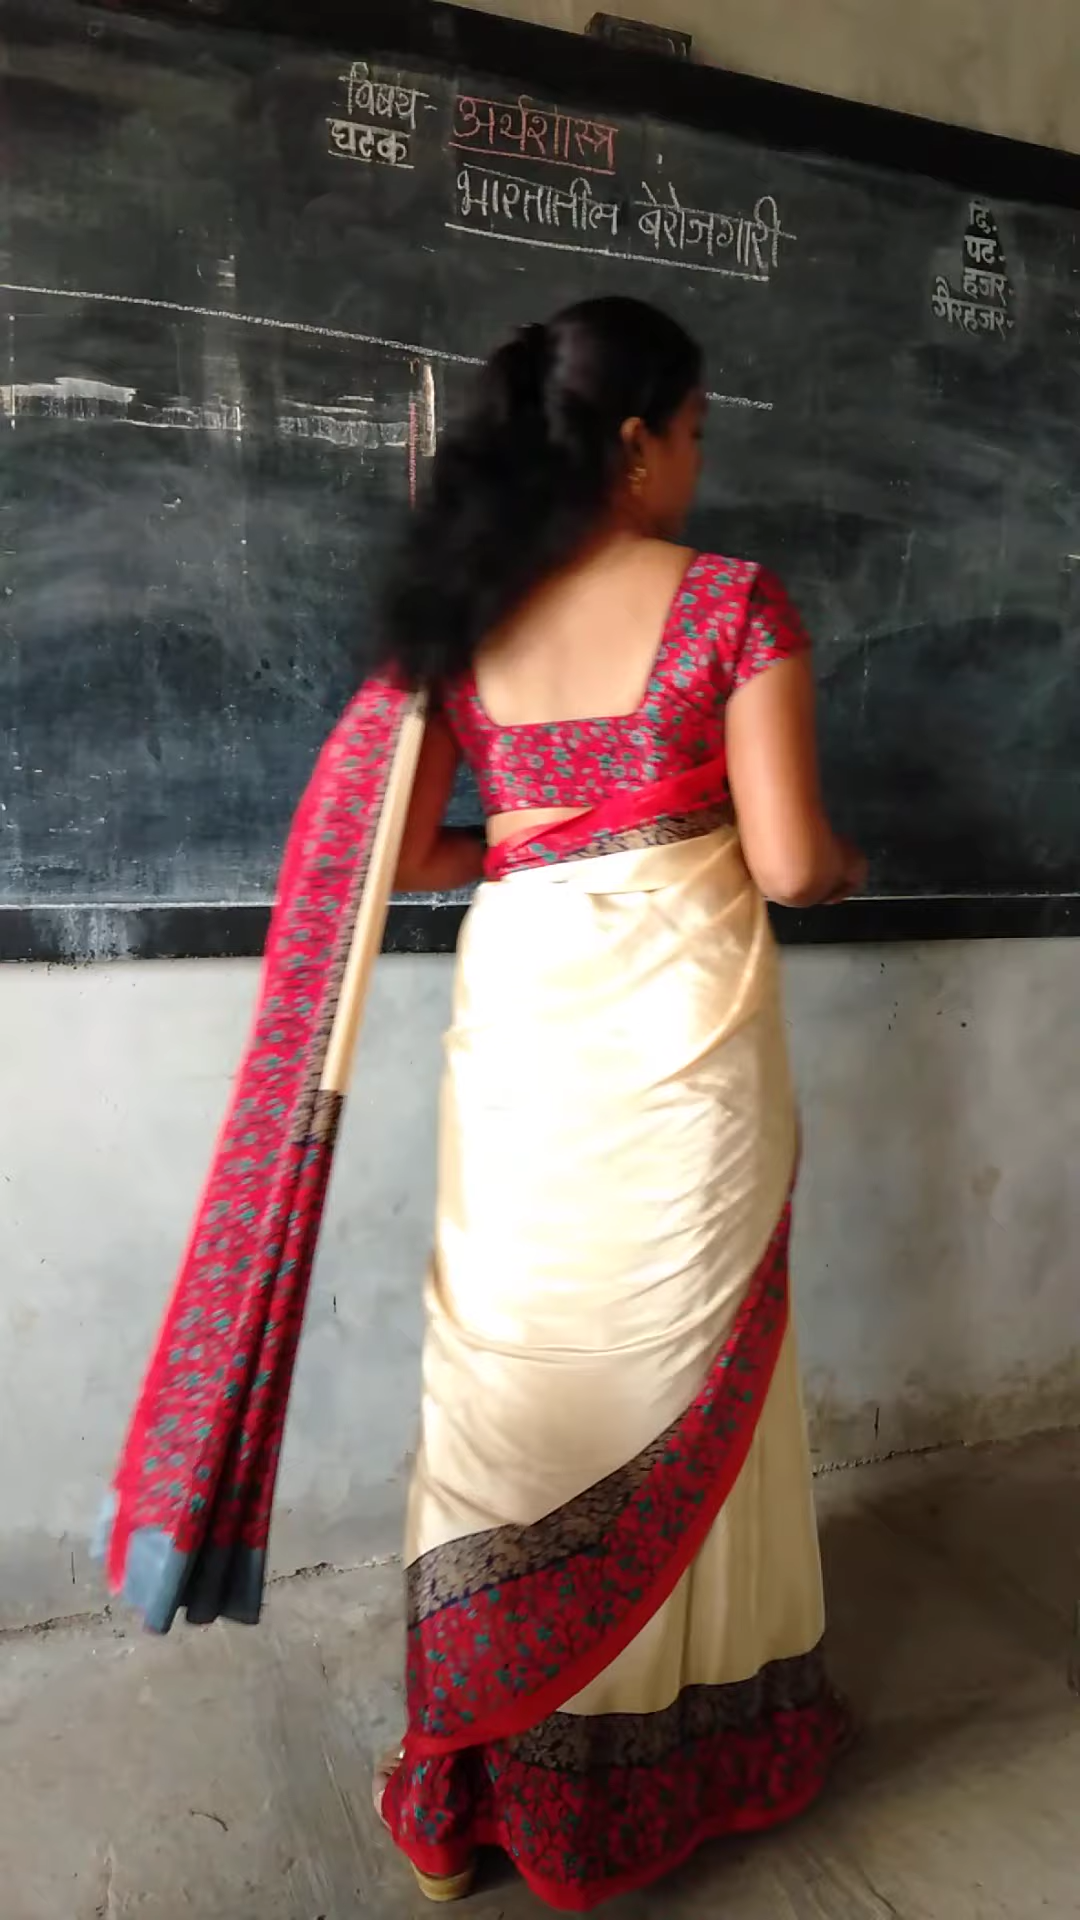 विषय- अर्थशास्त्र
घटक
भारतातील बेरोजगारी
दि.
पट-
हजर-
गैरहजर-